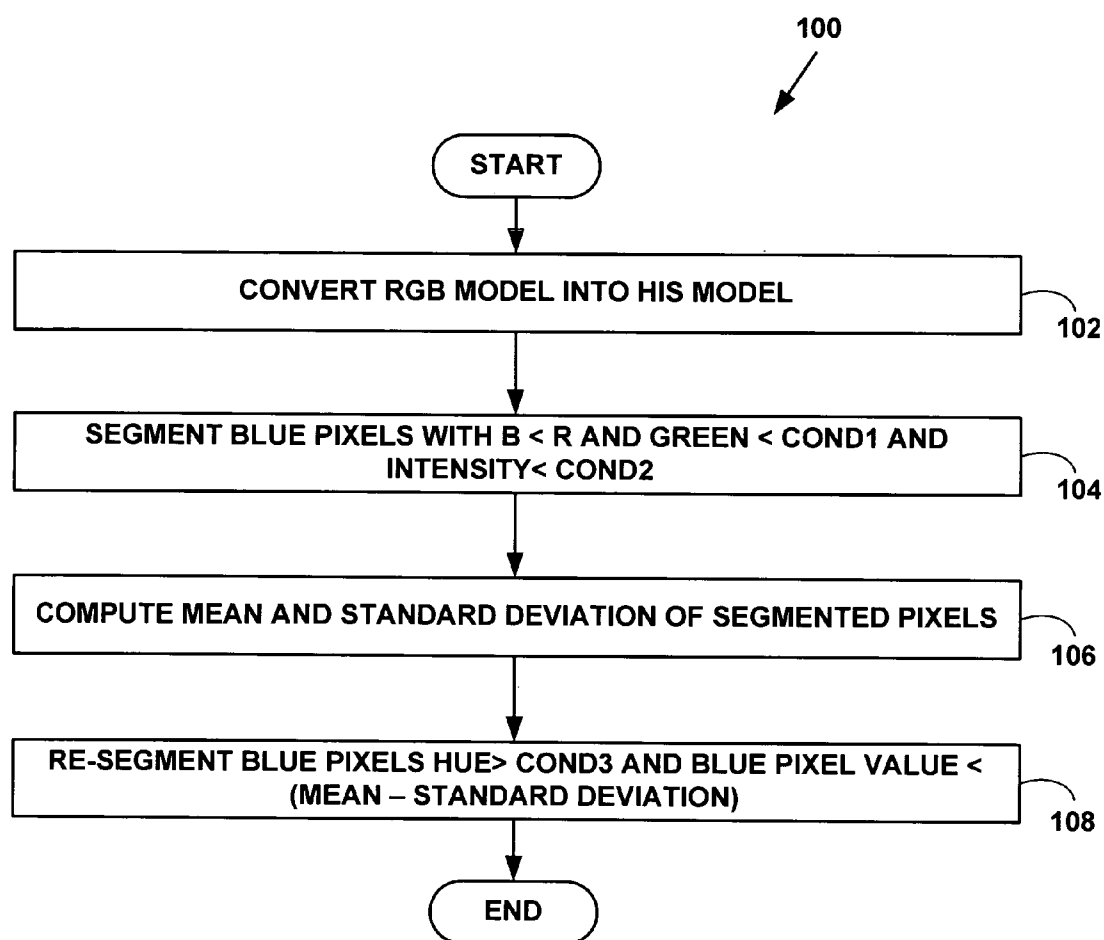 100
START
CONVERT RGB MODEL INTO HIS MODEL
102
SEGMENT BLUE PIXELS WITH B < R AND GREEN < COND1 AND
INTENSITY< COND2
104
COMPUTE MEAN AND STANDARD DEVIATION OF SEGMENTED PIXELS
106
RE-SEGMENT BLUE PIXELS HUE> COND3 AND BLUE PIXEL VALUE <
(MEAN – STANDARD DEVIATION)
108
END